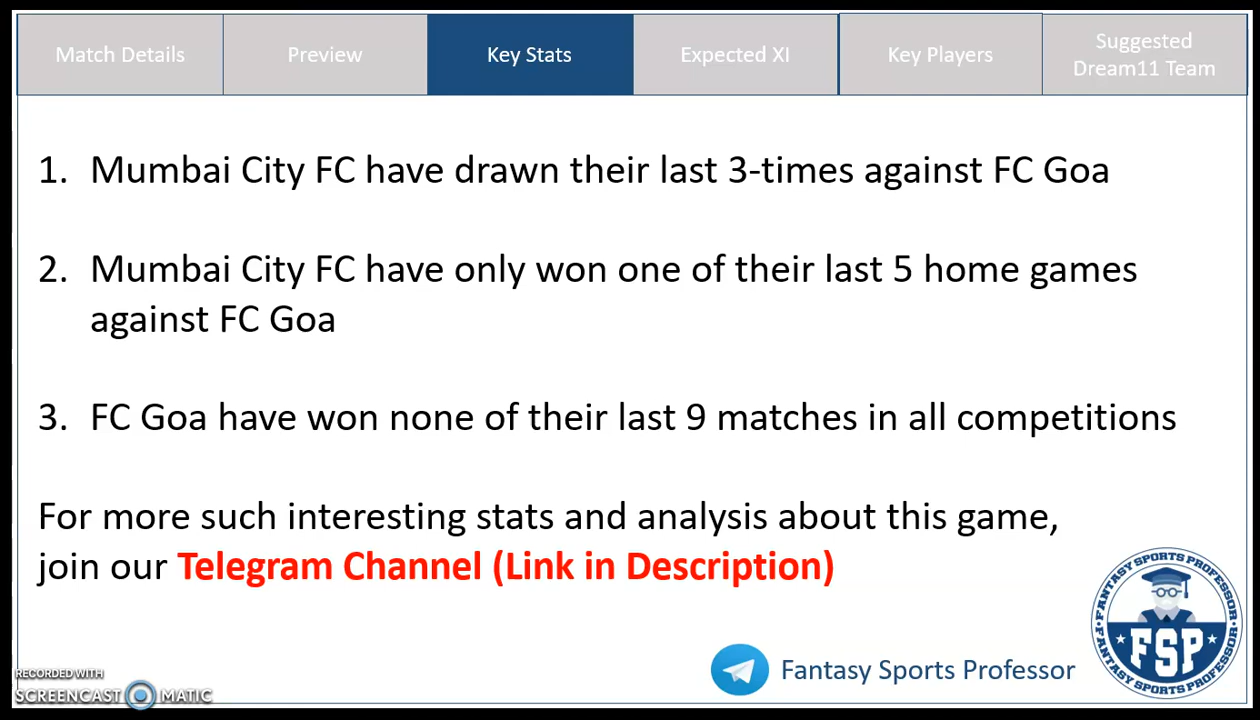 Match Details
Preview
Key Stats
Expected XI
Key Players
Suggested
Dream11 Team
1. Mumbai City FC have drawn their last 3-times against FC Goa
2. Mumbai City FC have only won one of their last 5 home games
against FC Goa
3. FC Goa have won none of their last 9 matches in all competitions
For more such interesting stats and analysis about this game,
join our Telegram Channel (Link in Description)
Fantasy Sports Professor
FANTASY SPORTS PROFESSOR
FSP
FANTASY SPORTS PROFESSOR
RECORDED WITH
SCREENCAST MATIC